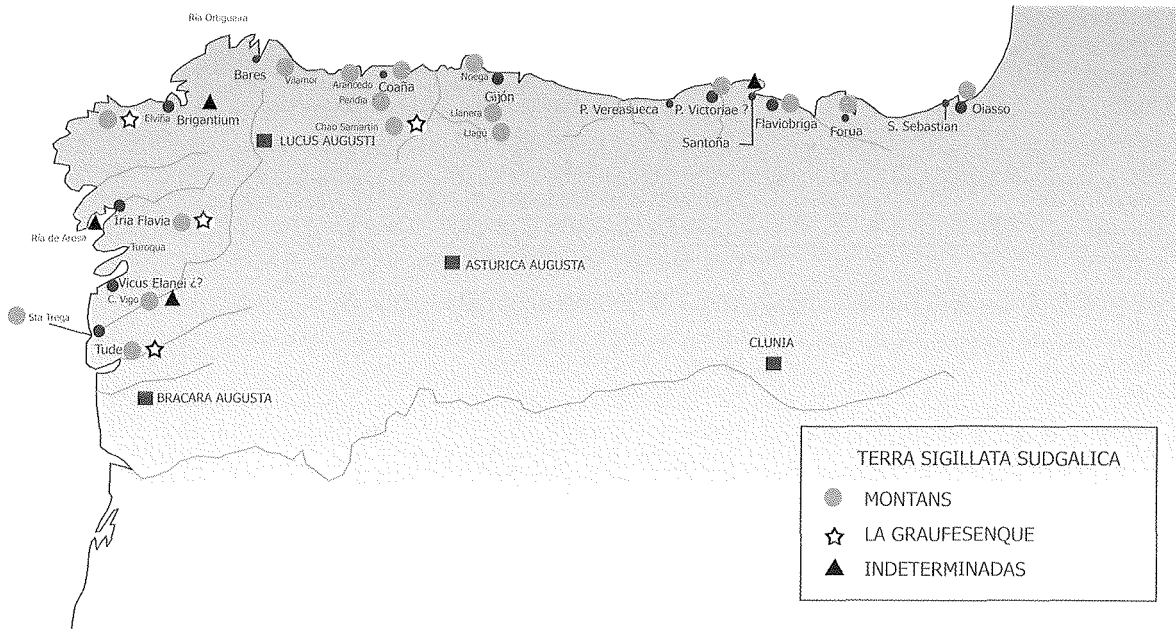 Ría Ortigueira
Bares
Vilamor
Arancedo
Coaña
Noega
Gijón
P. Vereasueca
P. Victoriae ?
Santoña
Flaviobriga
Forua
S. Sebastián
Oiasso
Pendia
Elviña
Brigantium
Llanera
Chao Samartín
Llagú
LUCUS AUGUSTI
Iria Flavia
Ría de Arosa
Turoqua
ASTURICA AUGUSTA
Vicus Elanei ¿?
C. Vigo
Sta Trega
Tude
CLUNIA
BRACARA AUGUSTA
TERRA SIGILLATA SUDGALICA
MONTANS
LA GRAUFESENQUE
INDETERMINADAS